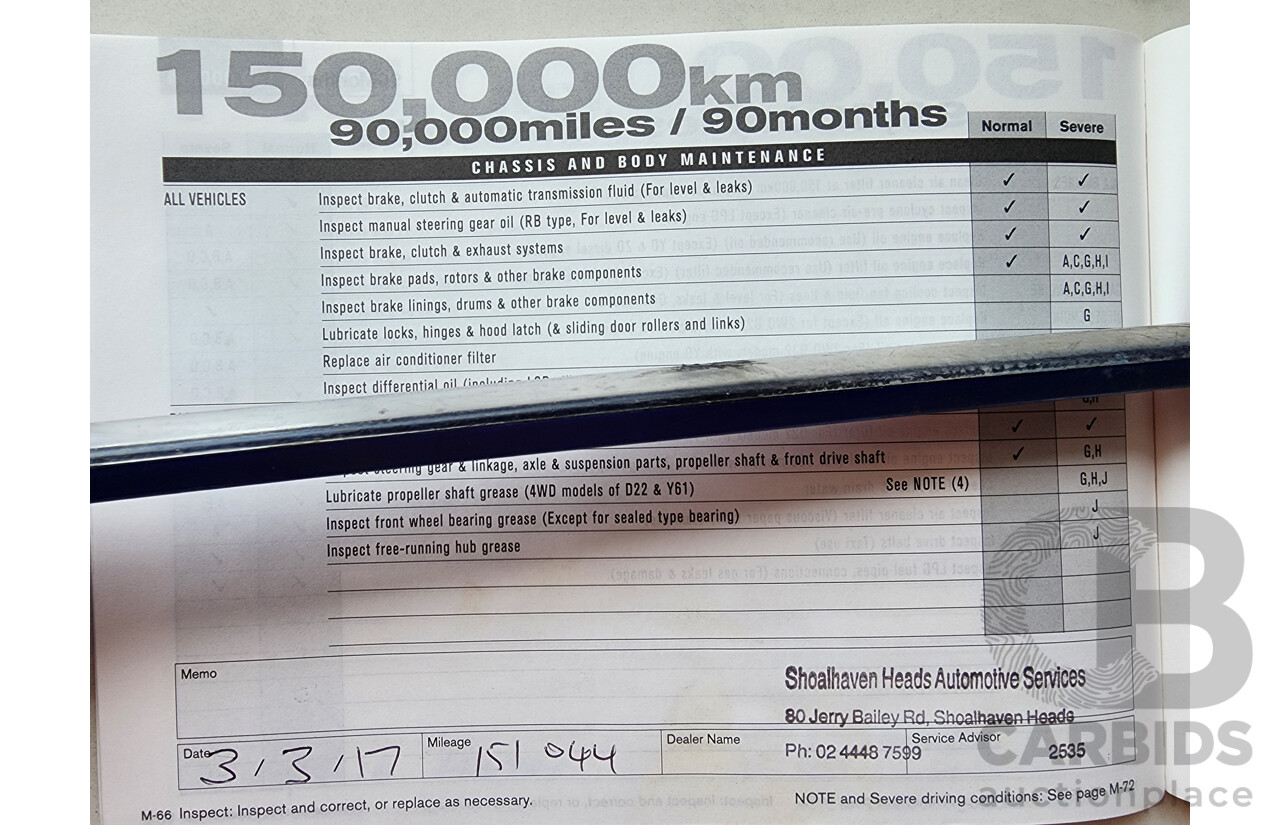 150,000km
90,000miles / 90months
Normal Severe
CHASSIS AND BODY MAINTENANCE
ALL VEHICLES Inspect brake, clutch & automatic transmission fluid (For level & leaks) ✓ ✓
Inspect manual steering gear oil (RB type, For level & leaks) ✓ ✓
Inspect brake, clutch & exhaust systems ✓ ✓
Inspect brake pads, rotors & other brake components ✓ A,C,G,H,I
Inspect brake linings, drums & other brake components A,C,G,H,I
Lubricate locks, hinges & hood latch (& sliding door rollers and links) G
Replace air conditioner filter
Inspect differential oil
G,H
✓ ✓
steering gear & linkage, axle & suspension parts, propeller shaft & front drive shaft ✓ G,H
Lubricate propeller shaft grease (4WD models of D22 & Y61) See NOTE (4) G,H,J
Inspect front wheel bearing grease (Except for sealed type bearing) J
Inspect free-running hub grease J
Memo
Shoalhaven Heads Automotive Services
80 Jerry Bailey Rd, Shoalhaven Heads
Date 3/3/17 Mileage 151 044 Dealer Name Ph: 02 4448 7599 Service Advisor 2535
M-66 Inspect: Inspect and correct, or replace as necessary. NOTE and Severe driving conditions: See page M-72
CB
CARBIDS
auctionplace